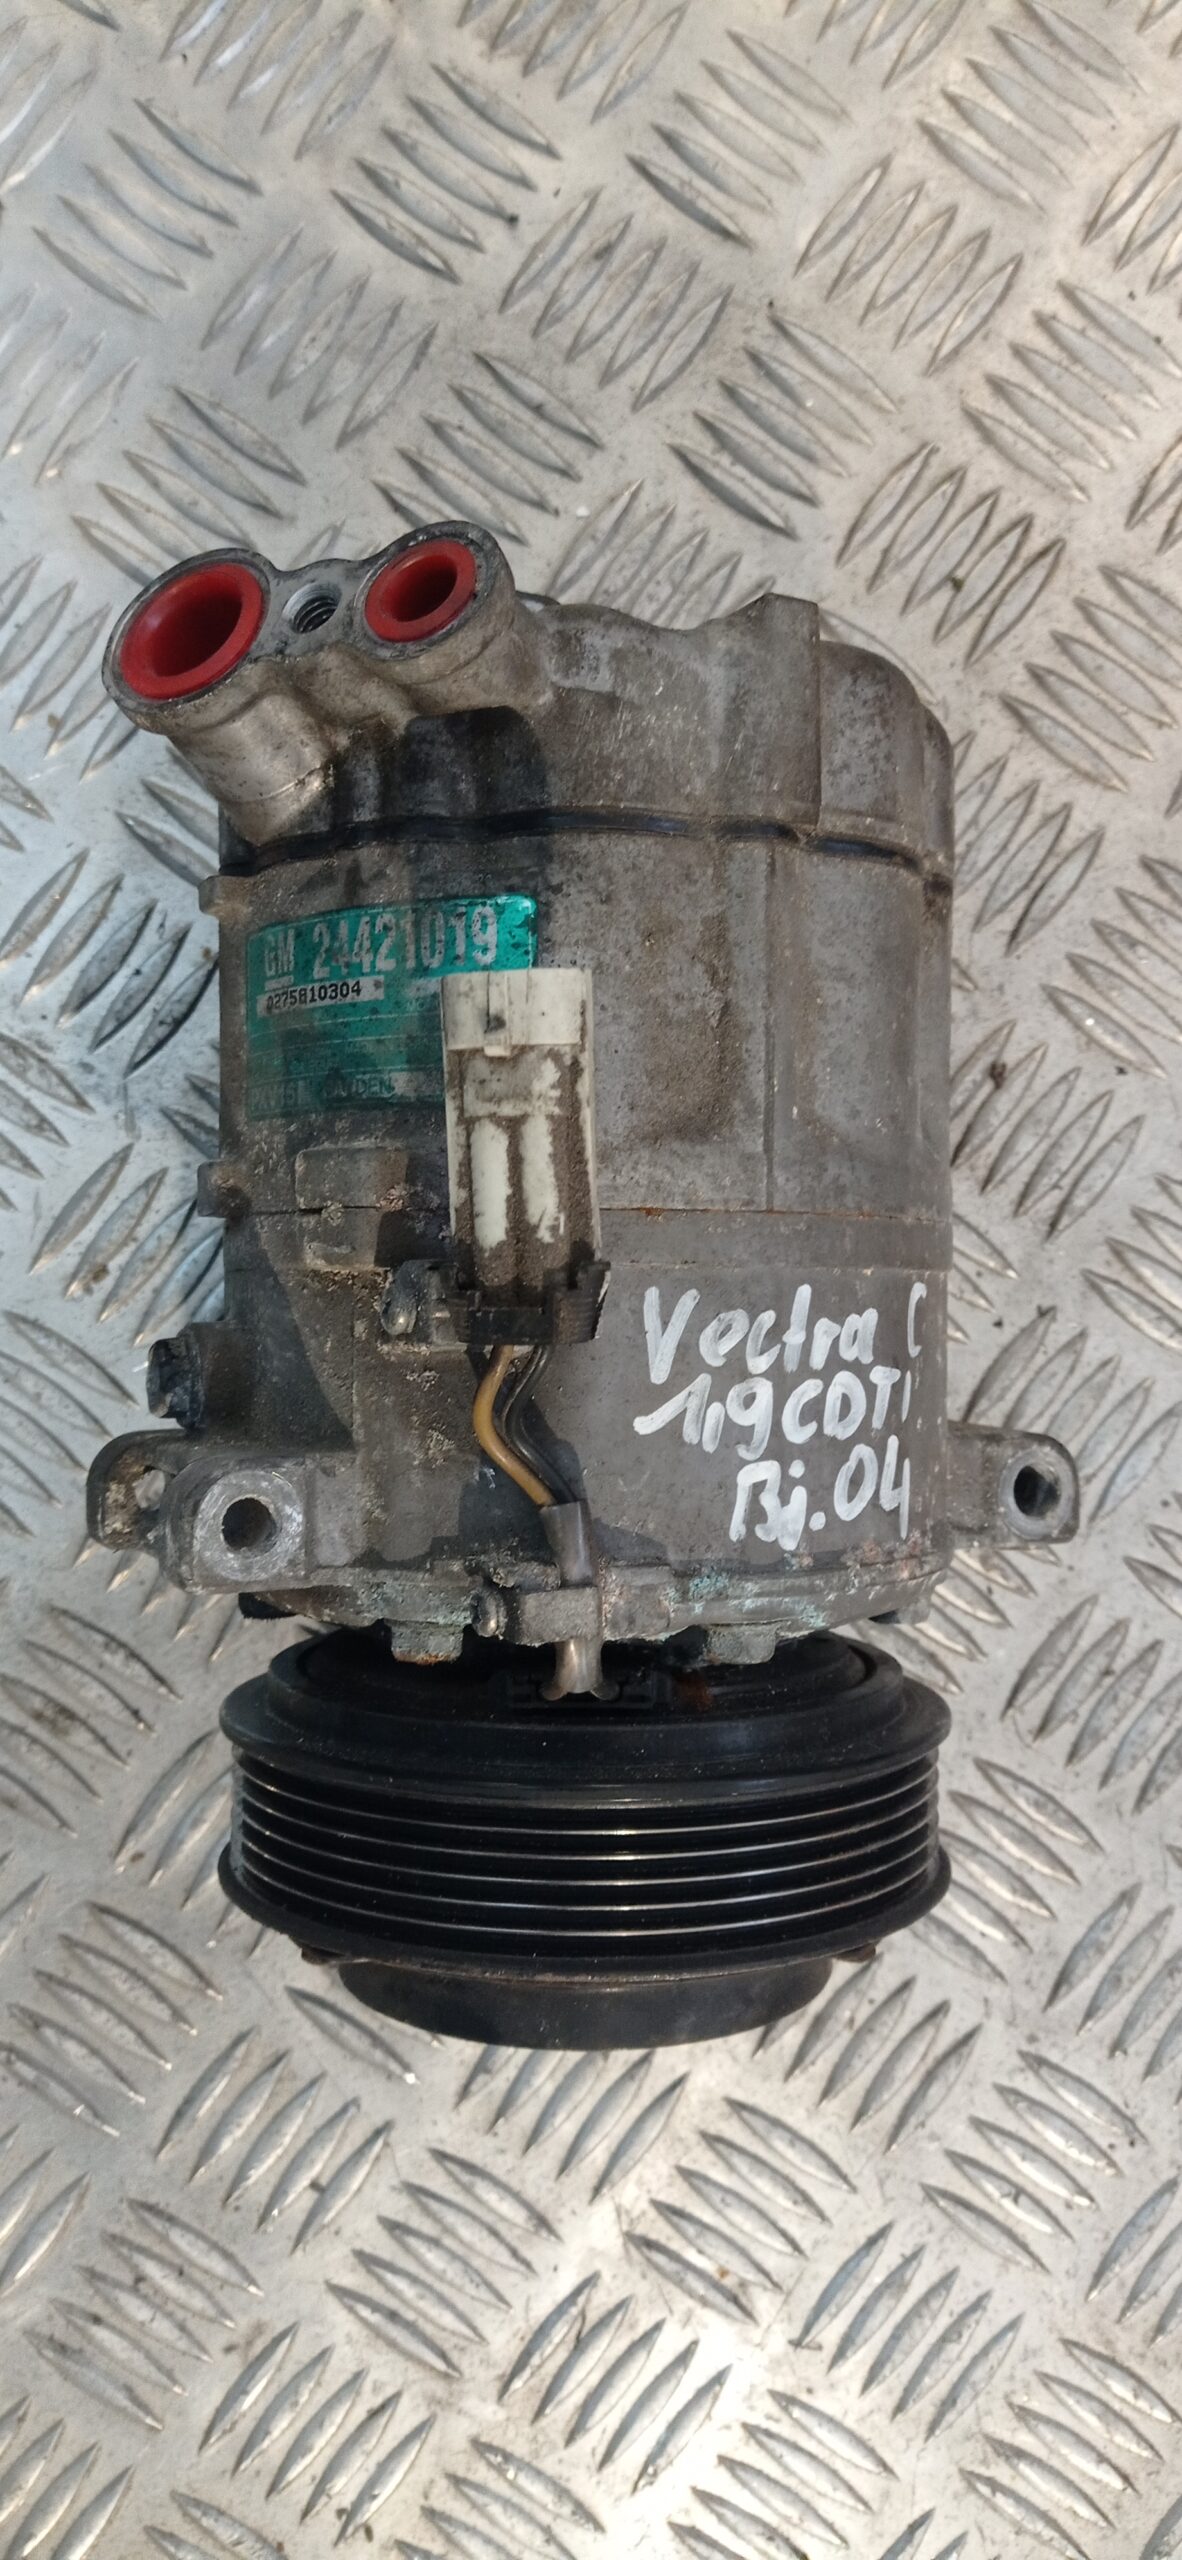 GM 24421019
0275810304
Vectra C
1,9 CDTI
Bj. 04